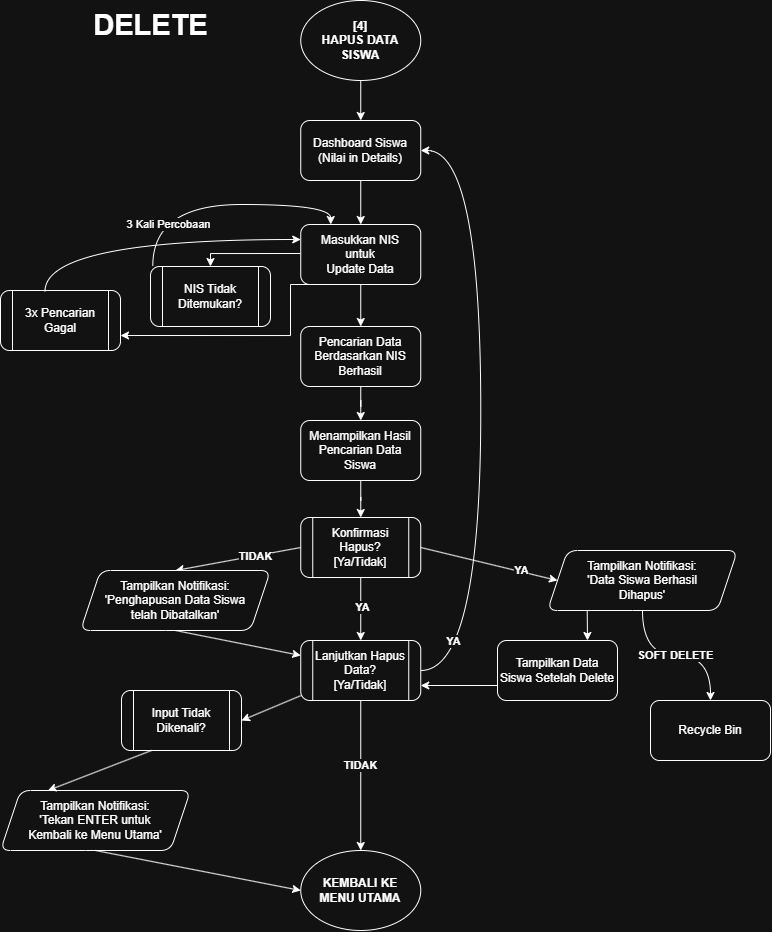 DELETE
[4]
HAPUS DATA
SISWA
Dashboard Siswa
(Nilai in Details)
3 Kali Percobaan
Masukkan NIS
untuk
Update Data
NIS Tidak
Ditemukan?
3x Pencarian
Gagal
Pencarian Data
Berdasarkan NIS
Berhasil
Menampilkan Hasil
Pencarian Data
Siswa
Konfirmasi
Hapus?
[Ya/Tidak]
TIDAK
YA
Tampilkan Notifikasi:
'Data Siswa Berhasil
Dihapus'
Tampilkan Notifikasi:
'Penghapusan Data Siswa
telah Dibatalkan'
YA
YA
Lanjutkan Hapus
Data?
[Ya/Tidak]
Tampilkan Data
Siswa Setelah Delete
SOFT DELETE
Recycle Bin
Input Tidak
Dikenali?
TIDAK
Tampilkan Notifikasi:
'Tekan ENTER untuk
Kembali ke Menu Utama'
KEMBALI KE
MENU UTAMA